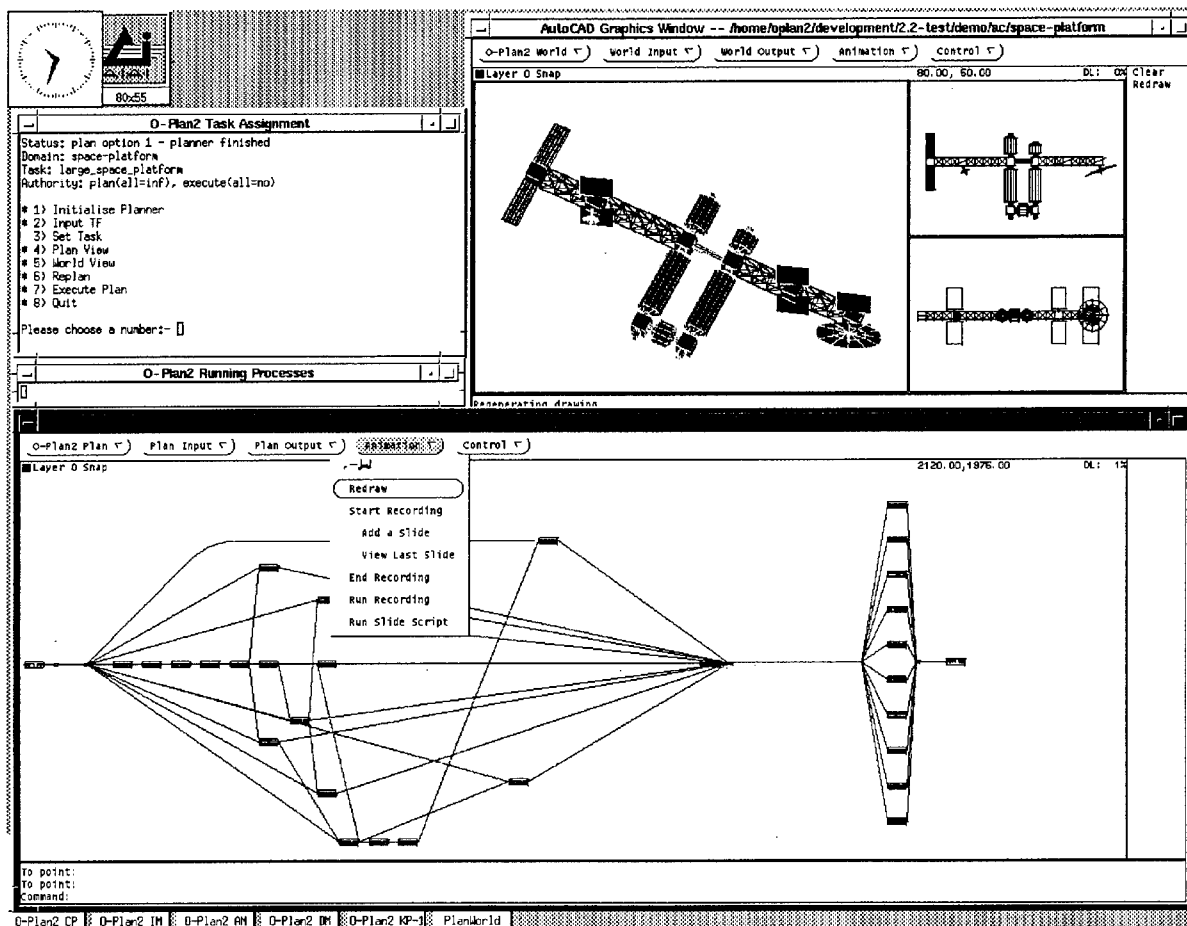 80x55
O-Plan2 Task Assignment
Status: plan option 1 - planner finished
Domain: space-platform
Task: large_space_platform
Authority: plan(all=inf), execute(all=no)
* 1) Initialise Planner
* 2) Input TF
3) Set Task
* 4) Plan View
* 5) World View
* 6) Replan
* 7) Execute Plan
* 8) Quit
Please choose a number:-
O-Plan2 Running Processes
AutoCAD Graphics Window -- /home/oplan2/development/2.2-test/demo/ac/space-platform
O-Plan2 World World Input World Output Animation Control
Layer 0 Snap 80.00, 60.00 DL: 0% Clear
Redraw
Regenerating drawing
O-Plan2 Plan Plan Input Plan Output Animation Control
Layer 0 Snap 2120.00,1976.00 DL: 1%
Redraw
Start Recording
Add a Slide
View Last Slide
End Recording
Run Recording
Run Slide Script
To point:
To point:
Command:
O-Plan2 CP O-Plan2 IM O-Plan2 AM O-Plan2 DM O-Plan2 KP-1 PlanWorld